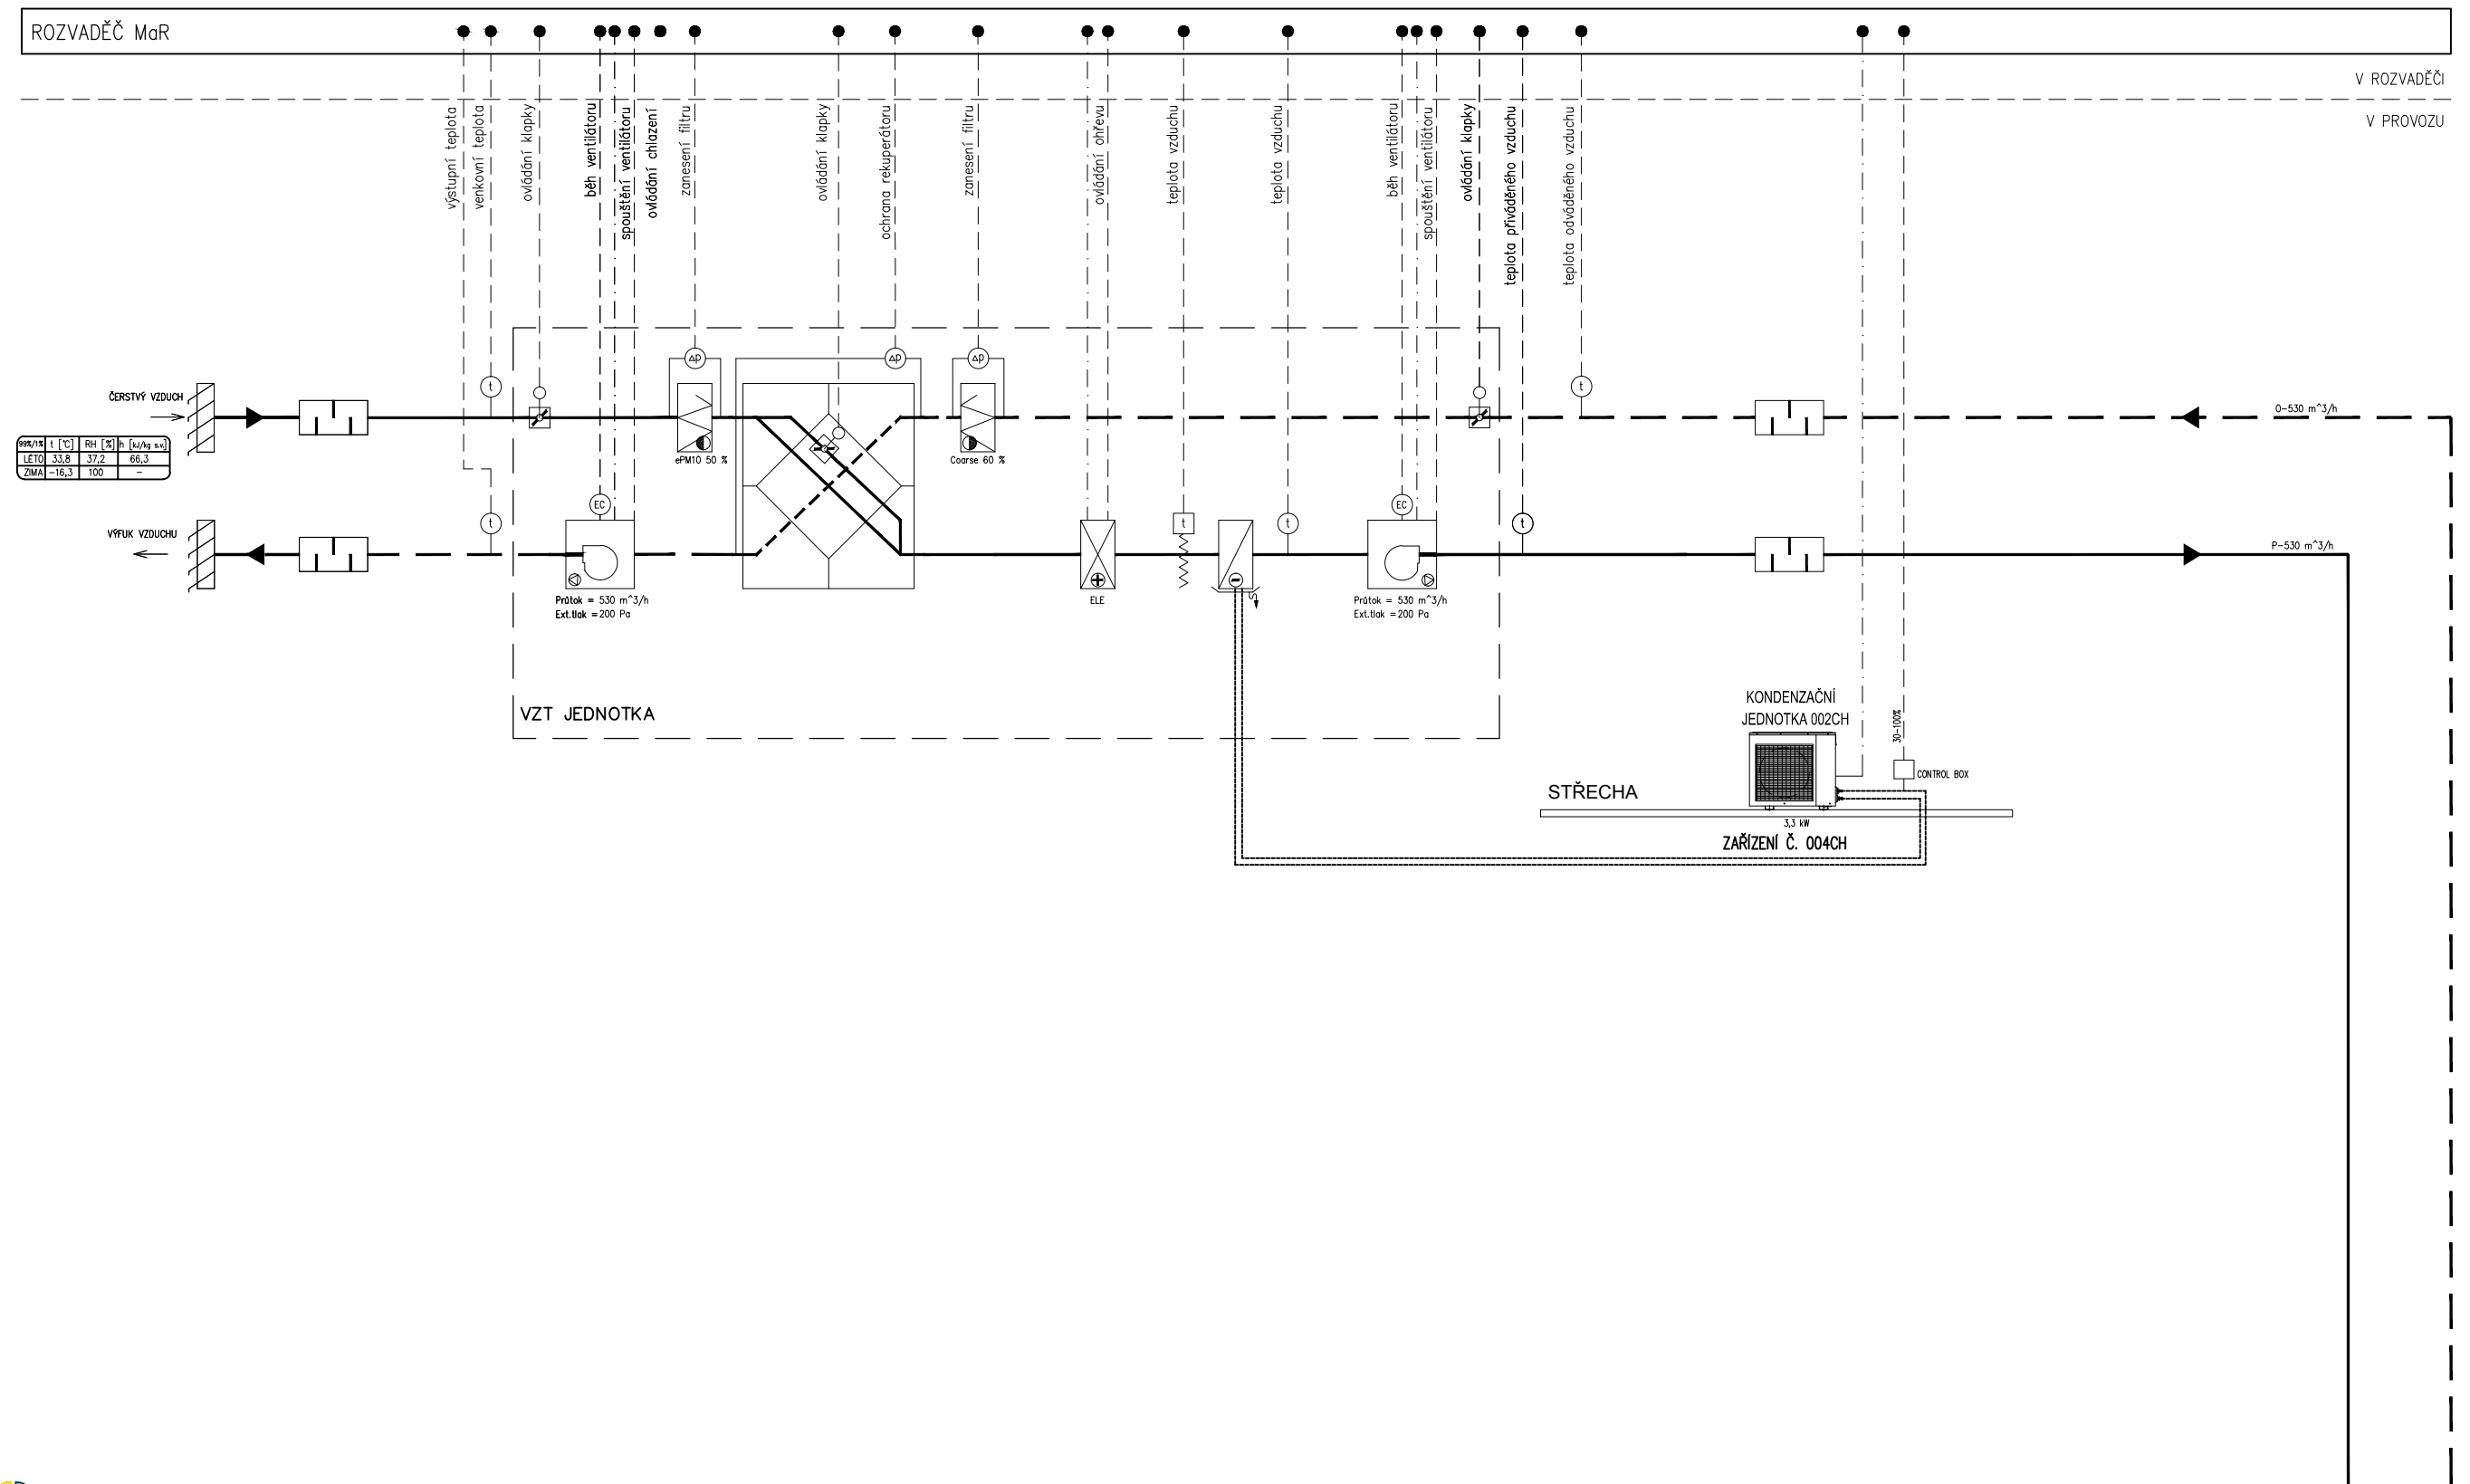 ROZVADĚČ MaR
V ROZVADĚČI
V PROVOZU
výstupní teplota
venkovní teplota
ovládání klapky
běh ventilátoru
spouštění ventilátoru
ovládání chlazení
zanesení filtru
ovládání klapky
ochrana rekuperátoru
zanesení filtru
ovládání ohřevu
teplota vzduchu
teplota vzduchu
běh ventilátoru
spouštění ventilátoru
ovládání klapky
teplota přiváděného vzduchu
teplota odváděného vzduchu
Δp
Δp
Δp
t
t
ČERSTVÝ VZDUCH
O-530 m^3/h
99%/1% t [°C] RH [%] h [kJ/kg s.v.]
LÉTO 33,8 37,2 66,3
ZIMA -16,3 100 -
ePM10 50 %
Coarse 60 %
EC
EC
t
t
t
t
VÝFUK VZDUCHU
P-530 m^3/h
Průtok = 530 m^3/h
Ext.tlak =200 Pa
ELE
Průtok = 530 m^3/h
Ext.tlak =200 Pa
VZT JEDNOTKA
KONDENZAČNÍ
JEDNOTKA 002CH
30-100%
CONTROL BOX
STŘECHA
3,3 kW
ZAŘÍZENÍ Č. 004CH